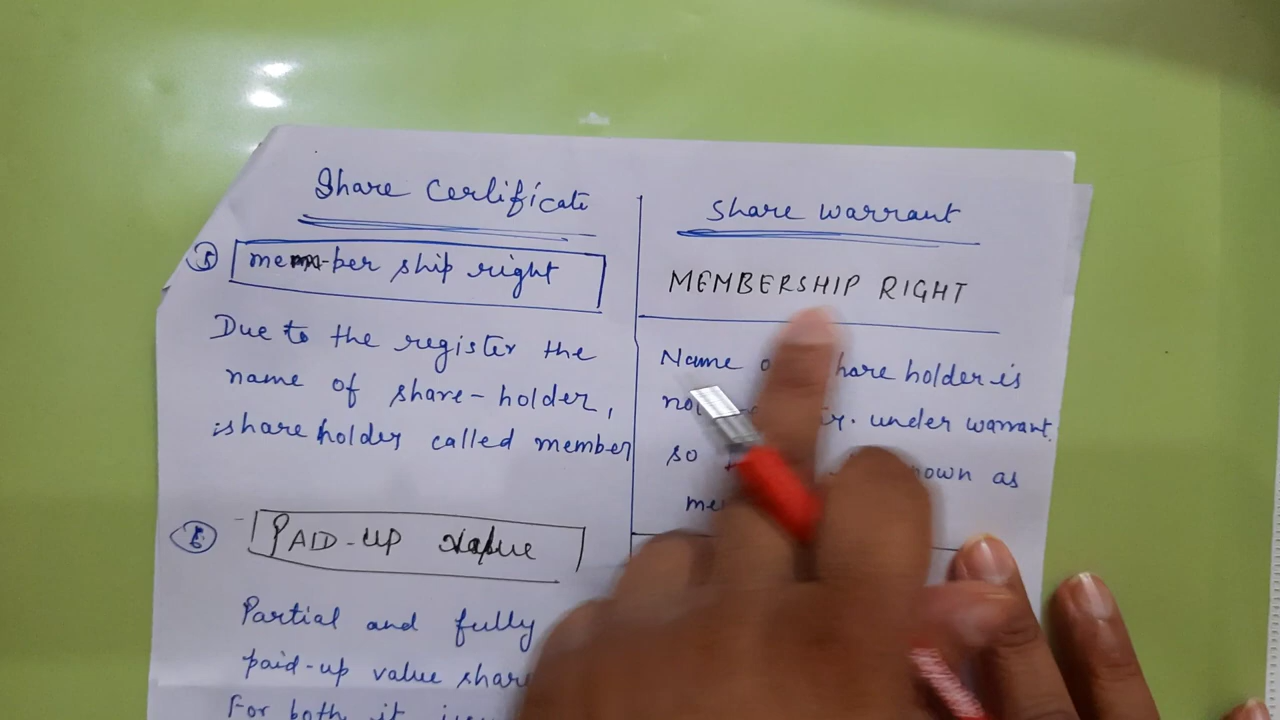 Share Certificate
5 member ship right
Due to the register the
name of share-holder,
share holder called member
6 PAID-UP value
Partial and fully
paid-up value share
For both it
share warrant
MEMBERSHIP RIGHT
Name share holder is
under warrant.
so known as